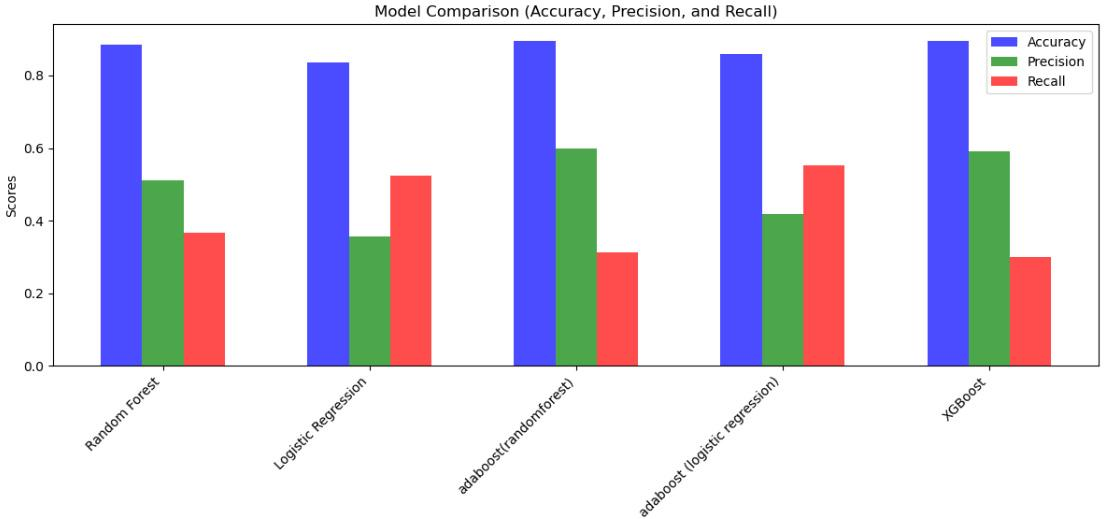 Model Comparison (Accuracy, Precision, and Recall)
Accuracy
Precision
Recall
Scores
0.8
0.6
0.4
0.2
0.0
Random Forest
Logistic Regression
adaboost(randomforest)
adaboost (logistic regression)
XGBoost